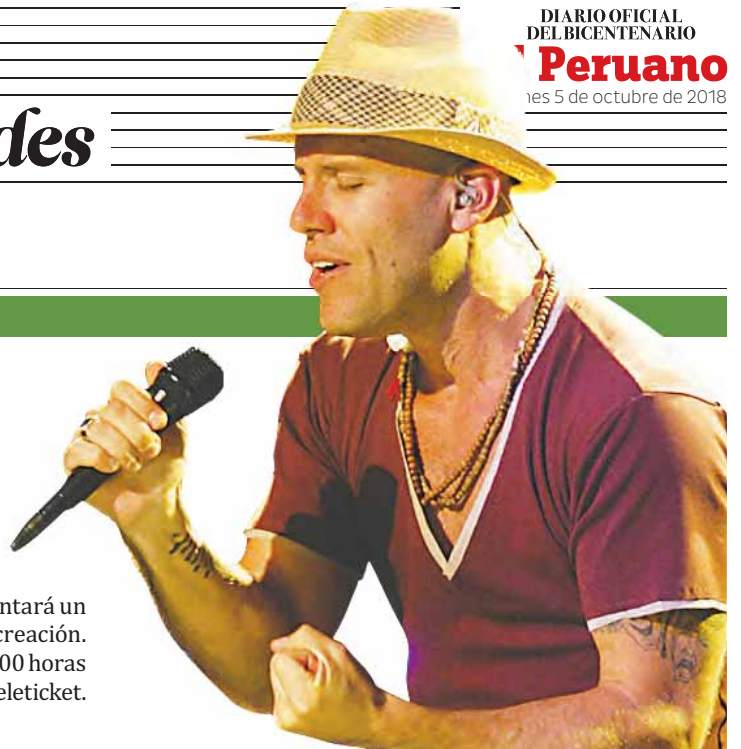 DIARIO OFICIAL
DEL BICENTENARIO
Peruano
nes 5 de octubre de 2018
des
ntará un
creación.
00 horas
eleticket.